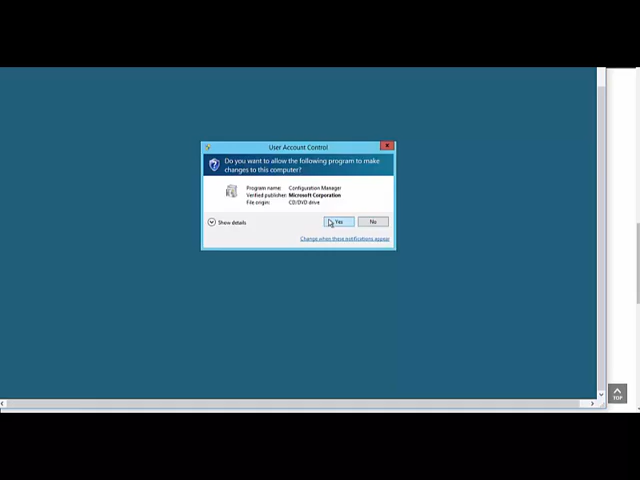 User Account Control
Do you want to allow the following program to make
changes to this computer?
Program name: Configuration Manager
Verified publisher: Microsoft Corporation
File origin: CD/DVD drive
Show details
Yes
No
Change when these notifications appear
TOP